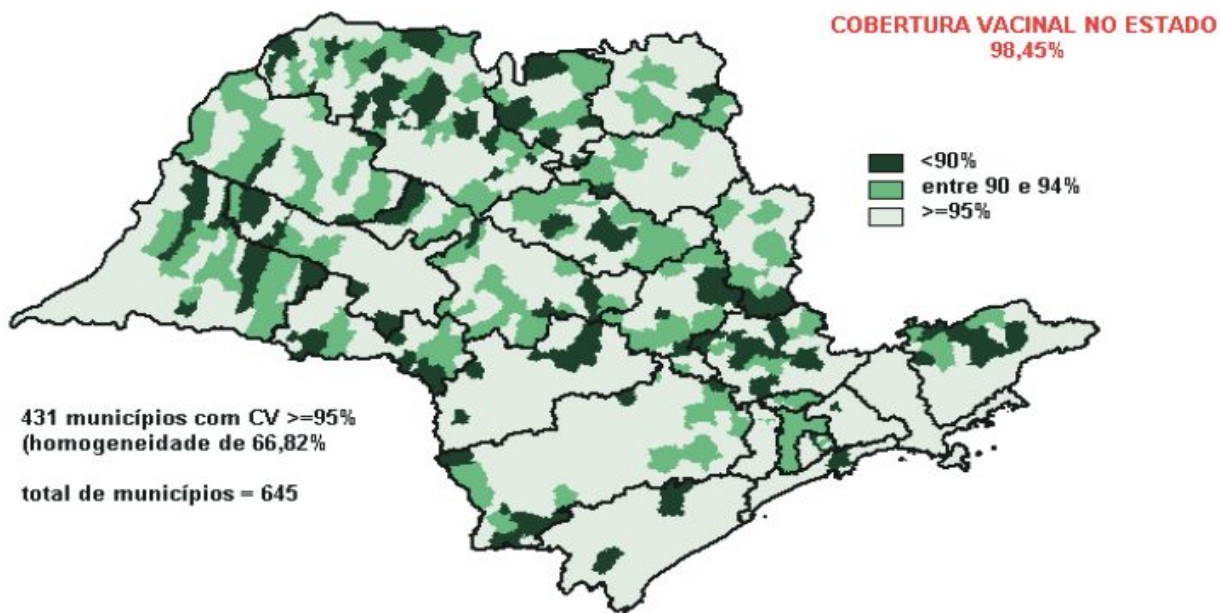 COBERTURA VACINAL NO ESTADO
98,45%
<90%
entre 90 e 94%
>=95%
431 municípios com CV >=95%
(homogeneidade de 66,82%
total de municípios = 645